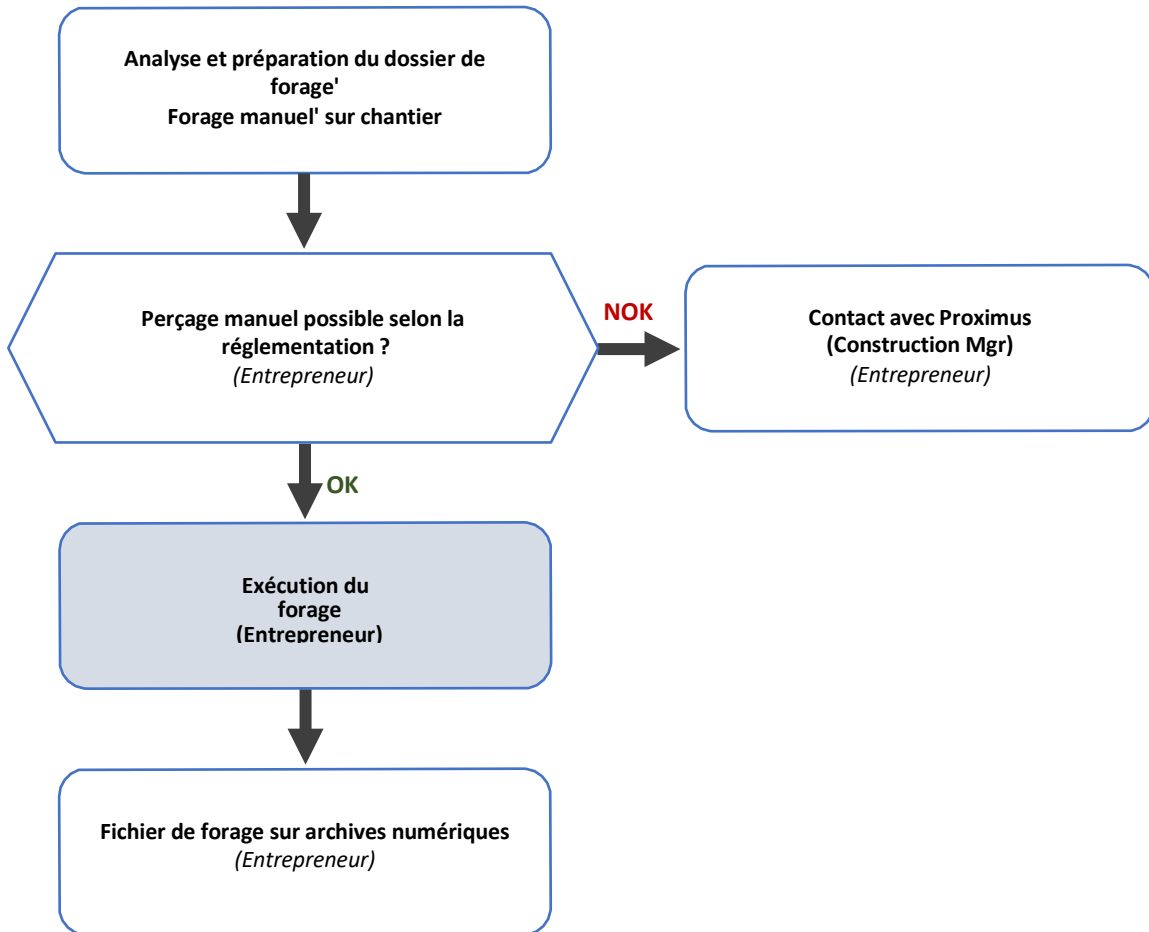 Analyse et préparation du dossier de
forage'
Forage manuel' sur chantier
Perçage manuel possible selon la
réglementation ?
(Entrepreneur)
NOK
Contact avec Proximus
(Construction Mgr)
(Entrepreneur)
OK
Exécution du
forage
(Entrepreneur)
Fichier de forage sur archives numériques
(Entrepreneur)